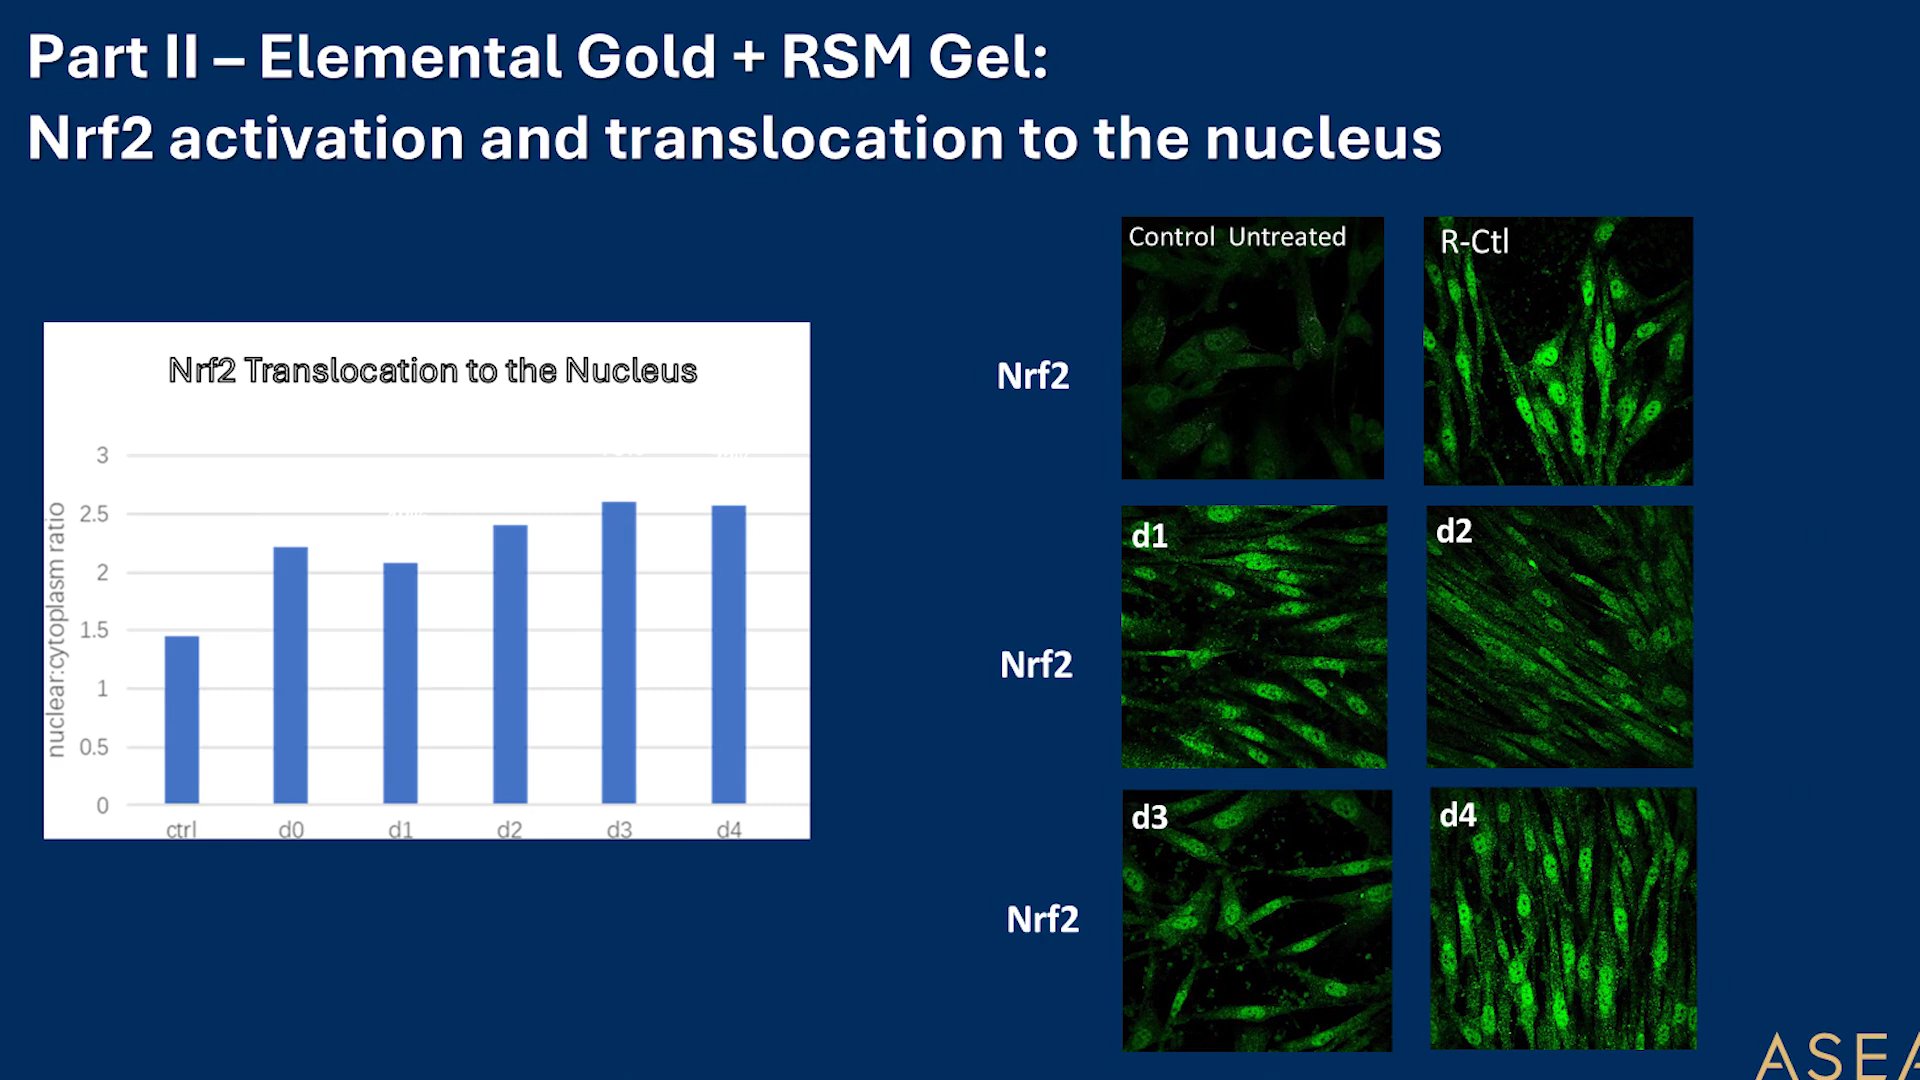 Part II – Elemental Gold + RSM Gel:
Nrf2 activation and translocation to the nucleus
Nrf2 Translocation to the Nucleus
nuclear:cytoplasm ratio
3
2.5
2
1.5
1
0.5
0
ctrl d0 d1 d2 d3 d4
Control Untreated
R-Ctl
Nrf2
d1
d2
Nrf2
d3
d4
Nrf2
ASEA